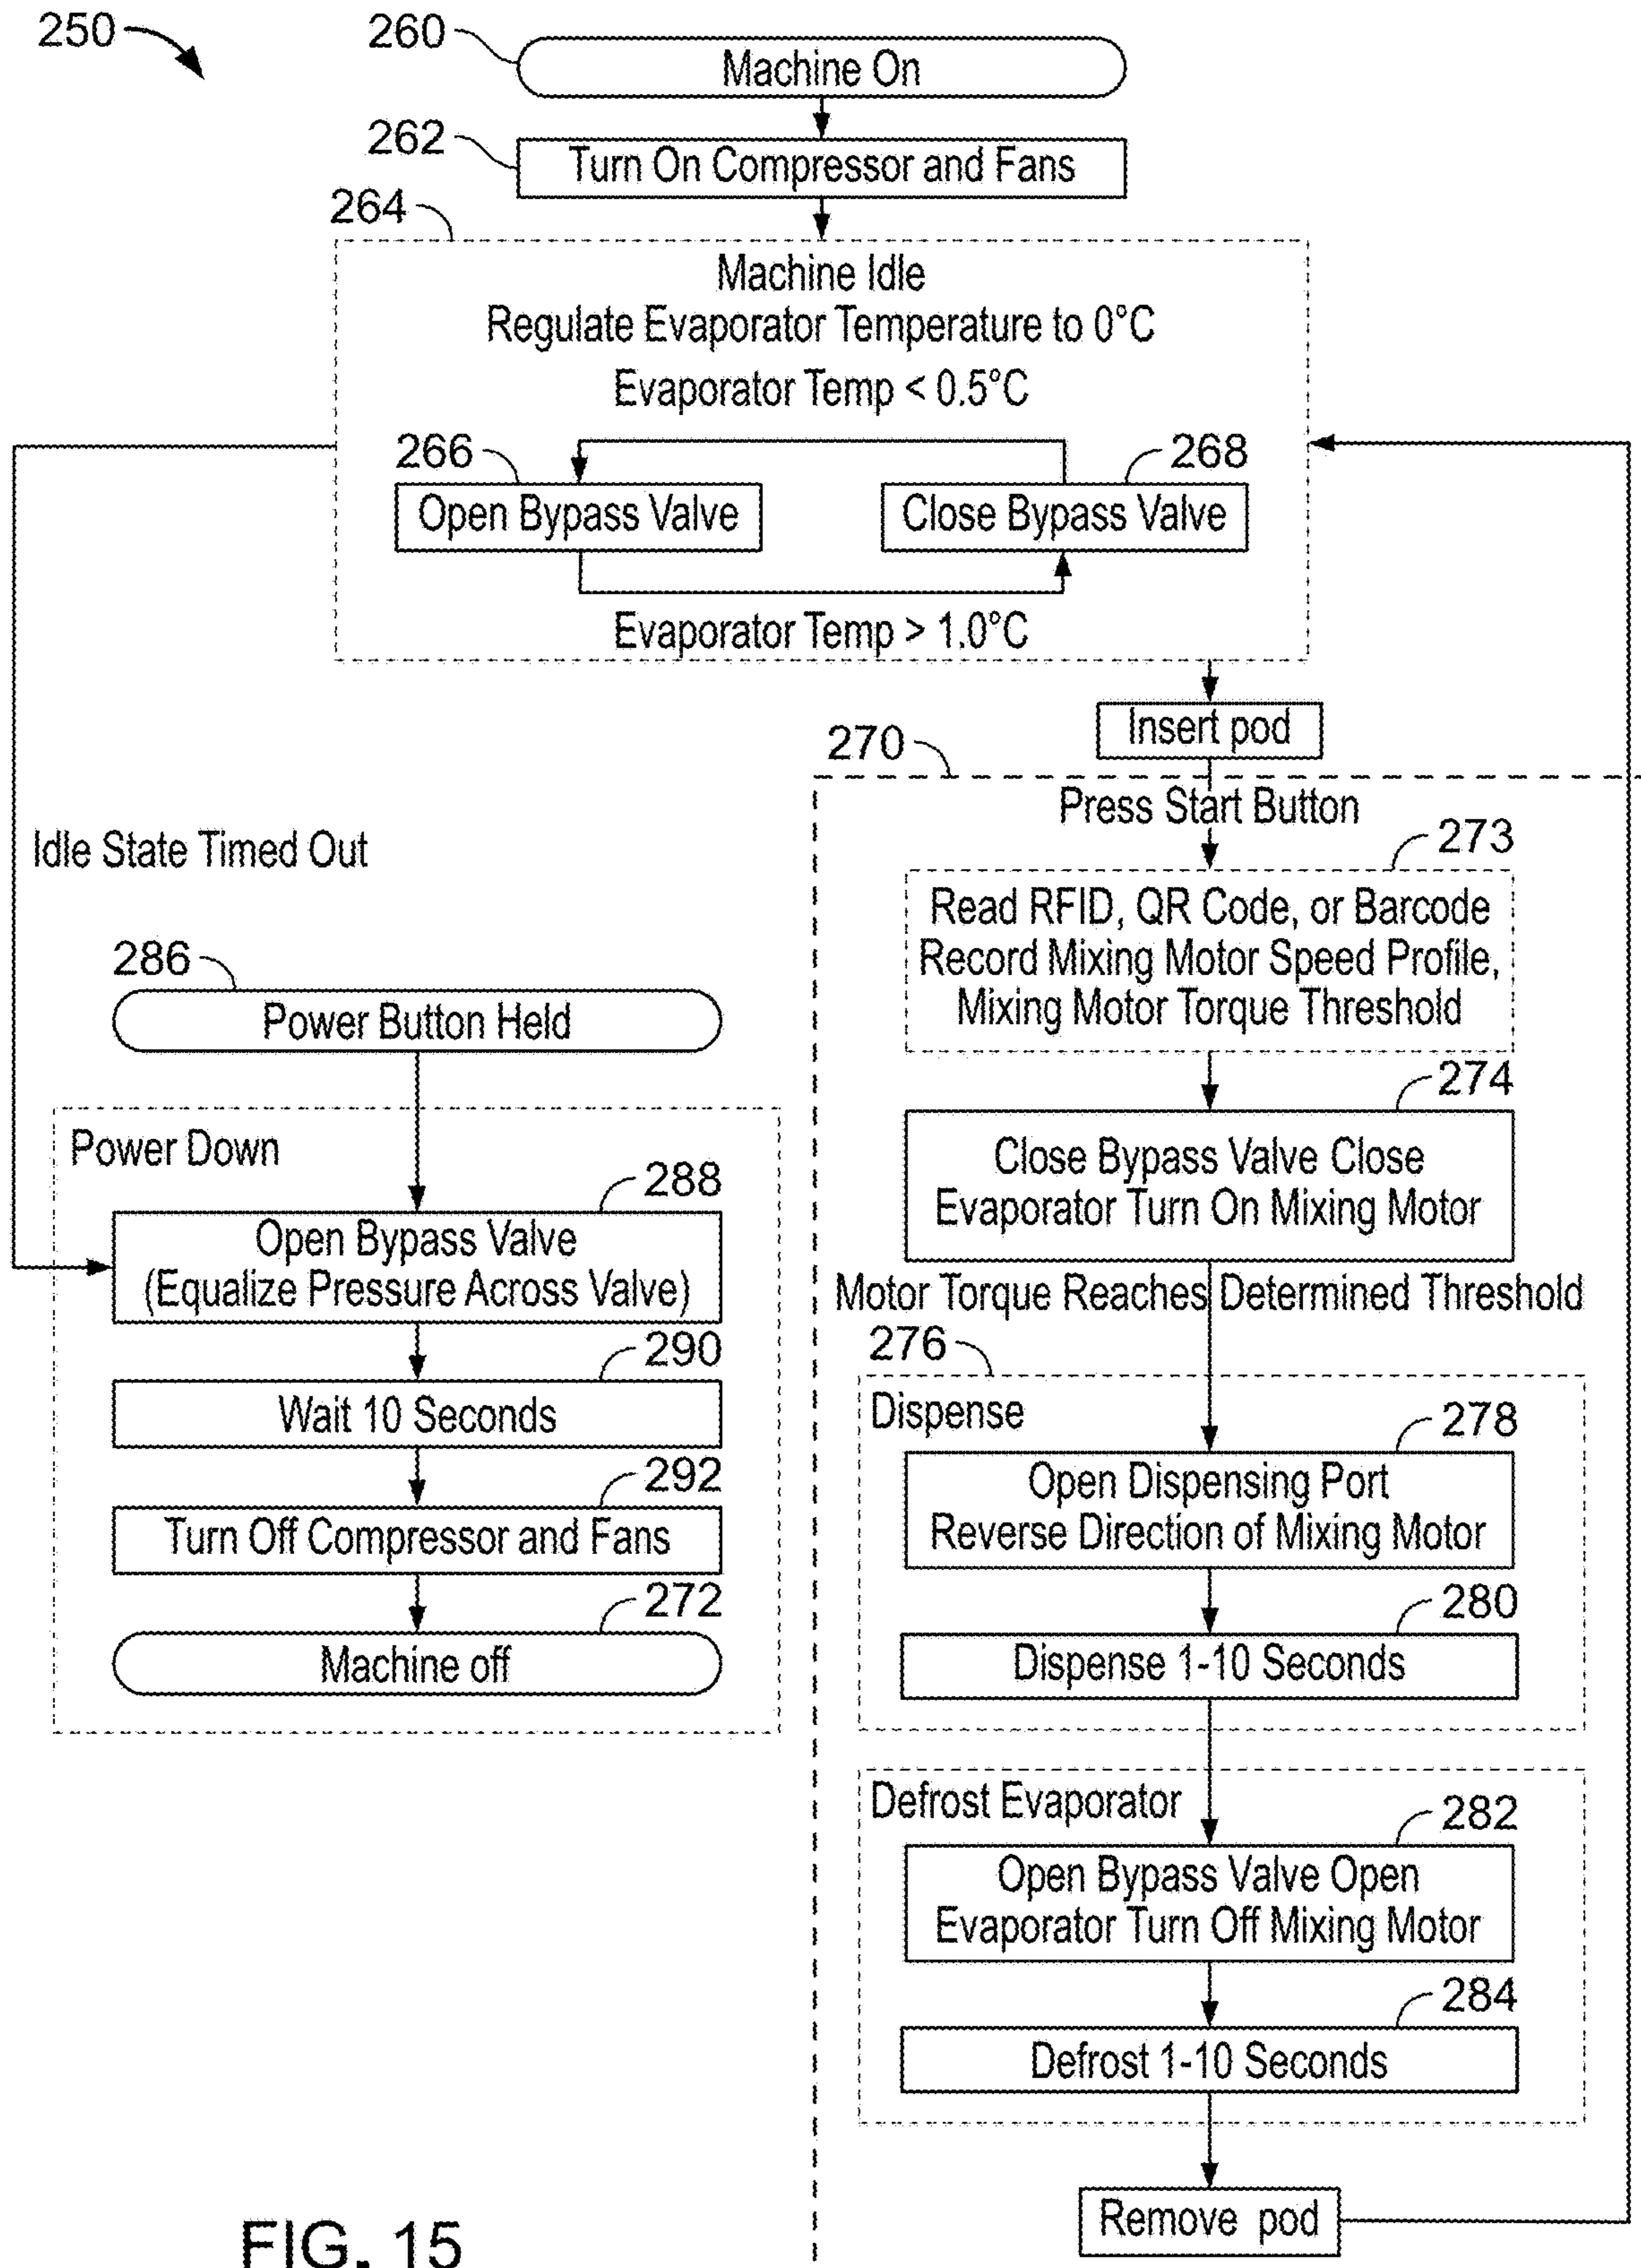 250
260
Machine On
262
Turn On Compressor and Fans
264
Machine Idle
Regulate Evaporator Temperature to 0°C
Evaporator Temp < 0.5°C
266
268
Open Bypass Valve
Close Bypass Valve
Evaporator Temp > 1.0°C
Insert pod
270
Press Start Button
273
Read RFID, QR Code, or Barcode
Record Mixing Motor Speed Profile,
Mixing Motor Torque Threshold
274
Close Bypass Valve Close
Evaporator Turn On Mixing Motor
Motor Torque Reaches Determined Threshold
276
Dispense
278
Open Dispensing Port
Reverse Direction of Mixing Motor
280
Dispense 1-10 Seconds
Defrost Evaporator
282
Open Bypass Valve Open
Evaporator Turn Off Mixing Motor
284
Defrost 1-10 Seconds
Remove pod
Idle State Timed Out
286
Power Button Held
Power Down
288
Open Bypass Valve
(Equalize Pressure Across Valve)
290
Wait 10 Seconds
292
Turn Off Compressor and Fans
272
Machine off
FIG. 15